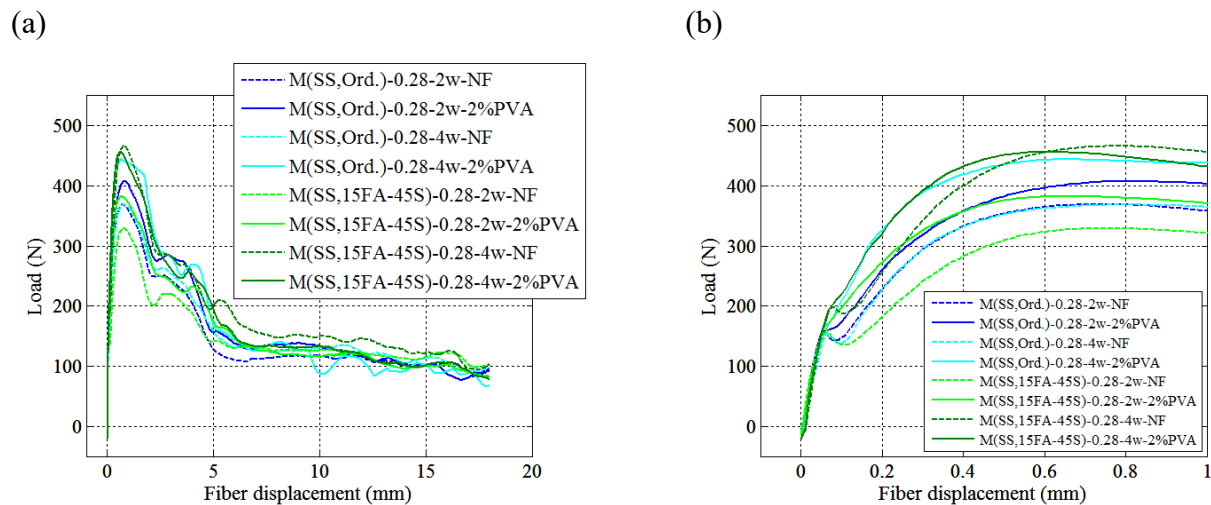 (a)
M(SS,Ord.)-0.28-2w-NF
M(SS,Ord.)-0.28-2w-2%PVA
M(SS,Ord.)-0.28-4w-NF
M(SS,Ord.)-0.28-4w-2%PVA
M(SS,15FA-45S)-0.28-2w-NF
M(SS,15FA-45S)-0.28-2w-2%PVA
M(SS,15FA-45S)-0.28-4w-NF
M(SS,15FA-45S)-0.28-4w-2%PVA
500
400
300
200
100
0
Load (N)
0 5 10 15 20
Fiber displacement (mm)
(b)
500
400
300
200
100
0
Load (N)
M(SS,Ord.)-0.28-2w-NF
M(SS,Ord.)-0.28-2w-2%PVA
M(SS,Ord.)-0.28-4w-NF
M(SS,Ord.)-0.28-4w-2%PVA
M(SS,15FA-45S)-0.28-2w-NF
M(SS,15FA-45S)-0.28-2w-2%PVA
M(SS,15FA-45S)-0.28-4w-NF
M(SS,15FA-45S)-0.28-4w-2%PVA
0 0.2 0.4 0.6 0.8 1
Fiber displacement (mm)